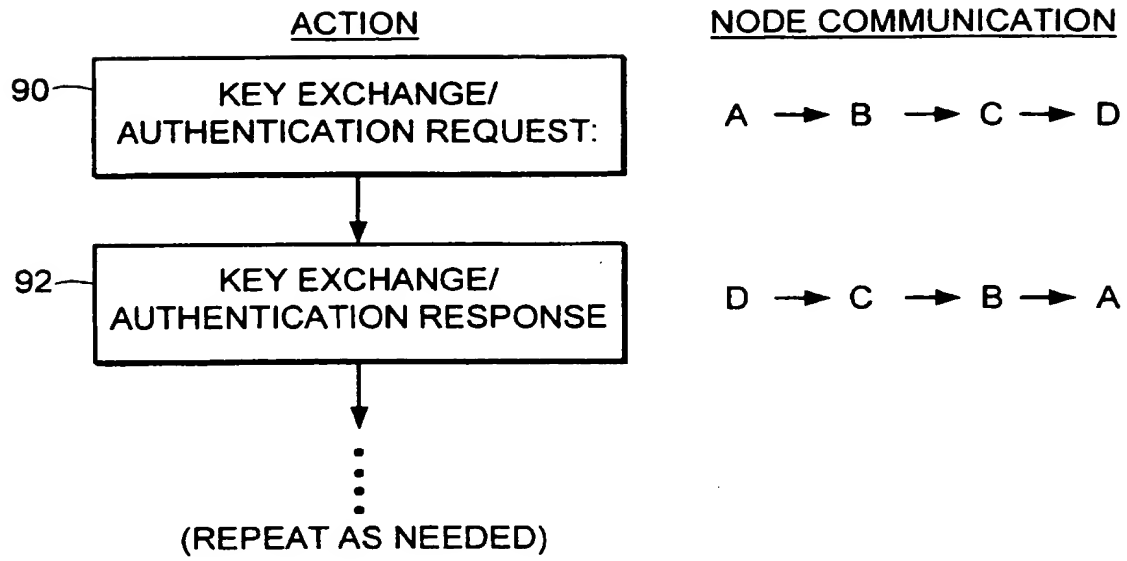 ACTION
NODE COMMUNICATION
90
KEY EXCHANGE/
AUTHENTICATION REQUEST:
A → B → C → D
92
KEY EXCHANGE/
AUTHENTICATION RESPONSE
D → C → B → A
(REPEAT AS NEEDED)